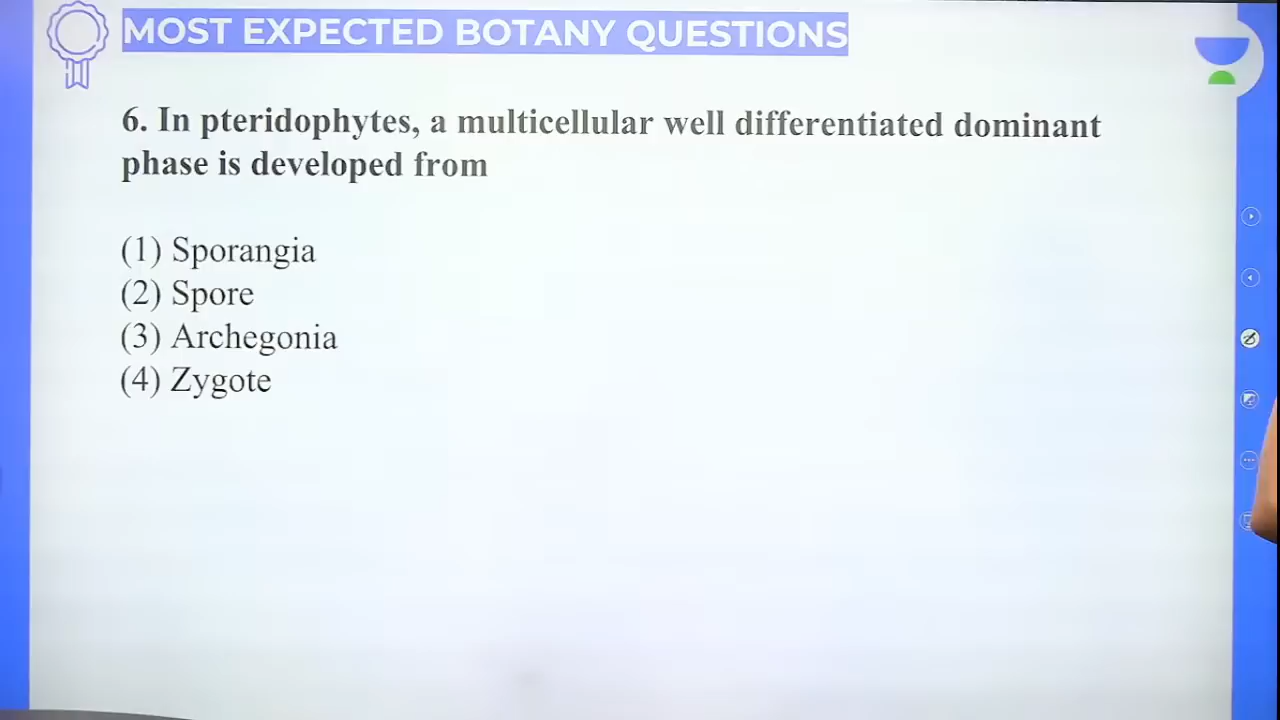 MOST EXPECTED BOTANY QUESTIONS
6. In pteridophytes, a multicellular well differentiated dominant
phase is developed from
(1) Sporangia
(2) Spore
(3) Archegonia
(4) Zygote